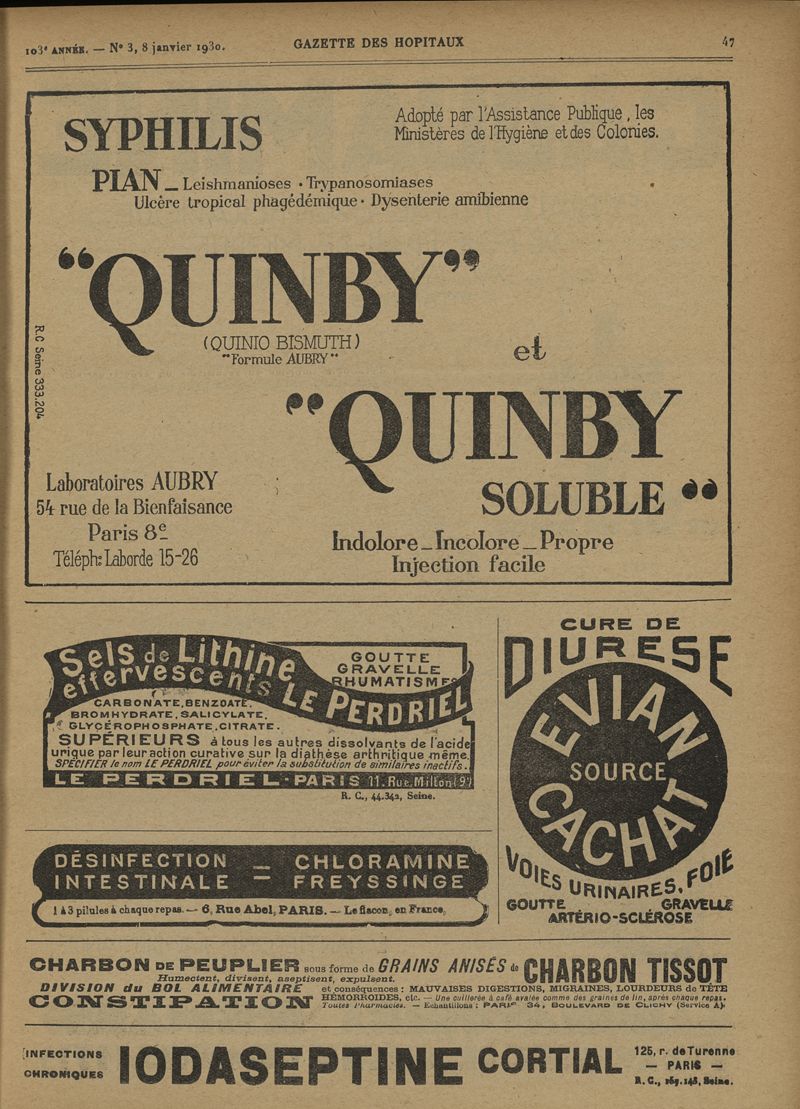 103e ANNÉE. — N° 3, 8 janvier 1930.
GAZETTE DES HOPITAUX
47
SYPHILIS
Adopté par l'Assistance Publique, les
Ministères de l'Hygiène et des Colonies.
PIAN _ Leishmanioses • Trypanosomiases
Ulcère tropical phagédémique • Dysenterie amibienne
"QUINBY"
(QUINIO BISMUTH)
"Formule AUBRY"
et
"QUINBY
SOLUBLE"
R.C Seine 333.204
Laboratoires AUBRY
54 rue de la Bienfaisance
Paris 8e
Téléph: Laborde 15-26
Indolore _ Incolore _ Propre
Injection facile
Sels de Lithine
effervescents LE PERDRIEL
GOUTTE
GRAVELLE
RHUMATISMES
CARBONATE, BENZOATE.
BROMHYDRATE, SALICYLATE,
GLYCÉROPHOSPHATE, CITRATE.
SUPÉRIEURS à tous les autres dissolvants de l'acide
urique par leur action curative sur la diathèse arthritique même.
SPÉCIFIER le nom LE PERDRIEL pour éviter la substitution de similaires inactifs.
LE PERDRIEL - PARIS 11. Rue Milton (9e)
R. C., 44.342, Seine.
CURE DE
DIURESE
EVIAN
SOURCE
CACHAT
VOIES URINAIRES, FOIE
GOUTTE GRAVELLE
ARTÉRIO-SCLÉROSE
DÉSINFECTION — CHLORAMINE
INTESTINALE — FREYSSINGE
1 à 3 pilules à chaque repas. — 6, Rue Abel, PARIS. — Le flacon, en France,
CHARBON DE PEUPLIER sous forme de GRAINS ANISÉS de CHARBON TISSOT
Humectent, divisent, aseptisent, expulsent.
DIVISION du BOL ALIMENTAIRE et conséquences : MAUVAISES DIGESTIONS, MIGRAINES, LOURDEURS de TÊTE
CONSTIPATION HÉMORROIDES, etc. — Une cuillerée à café avalée comme des graines de lin, après chaque repas.
Toutes Pharmacies. — Echantillons : PARIS 34, BOULEVARD DE CLICHY (Service A).
INFECTIONS
CHRONIQUES
IODASEPTINE CORTIAL
125, r. de Turenne
— PARIS —
R. C., 189.145, Seine.